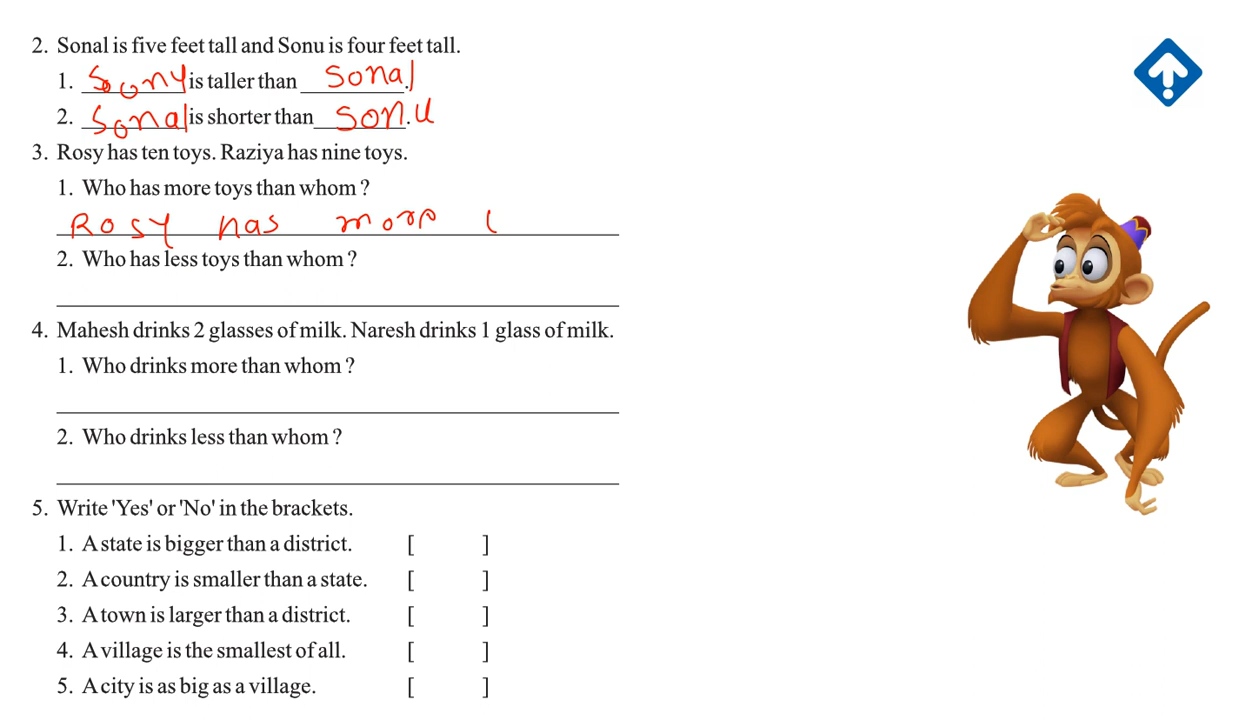 2. Sonal is five feet tall and Sonu is four feet tall.
1. Sony is taller than Sonal.
2. Sonal is shorter than Sonu.
3. Rosy has ten toys. Raziya has nine toys.
1. Who has more toys than whom ?
Rosy has more
2. Who has less toys than whom ?
4. Mahesh drinks 2 glasses of milk. Naresh drinks 1 glass of milk.
1. Who drinks more than whom ?
2. Who drinks less than whom ?
5. Write 'Yes' or 'No' in the brackets.
1. A state is bigger than a district. [ ]
2. A country is smaller than a state. [ ]
3. A town is larger than a district. [ ]
4. A village is the smallest of all. [ ]
5. A city is as big as a village. [ ]